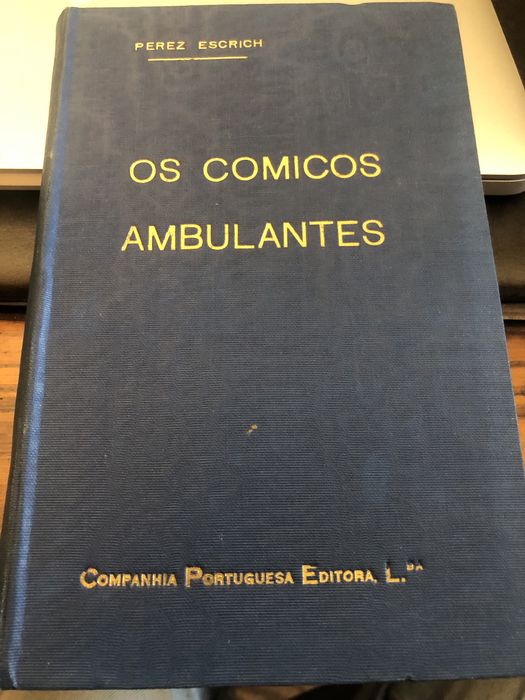 PEREZ ESCRICH
OS COMICOS
AMBULANTES
COMPANHIA PORTUGUESA EDITORA, L.DA